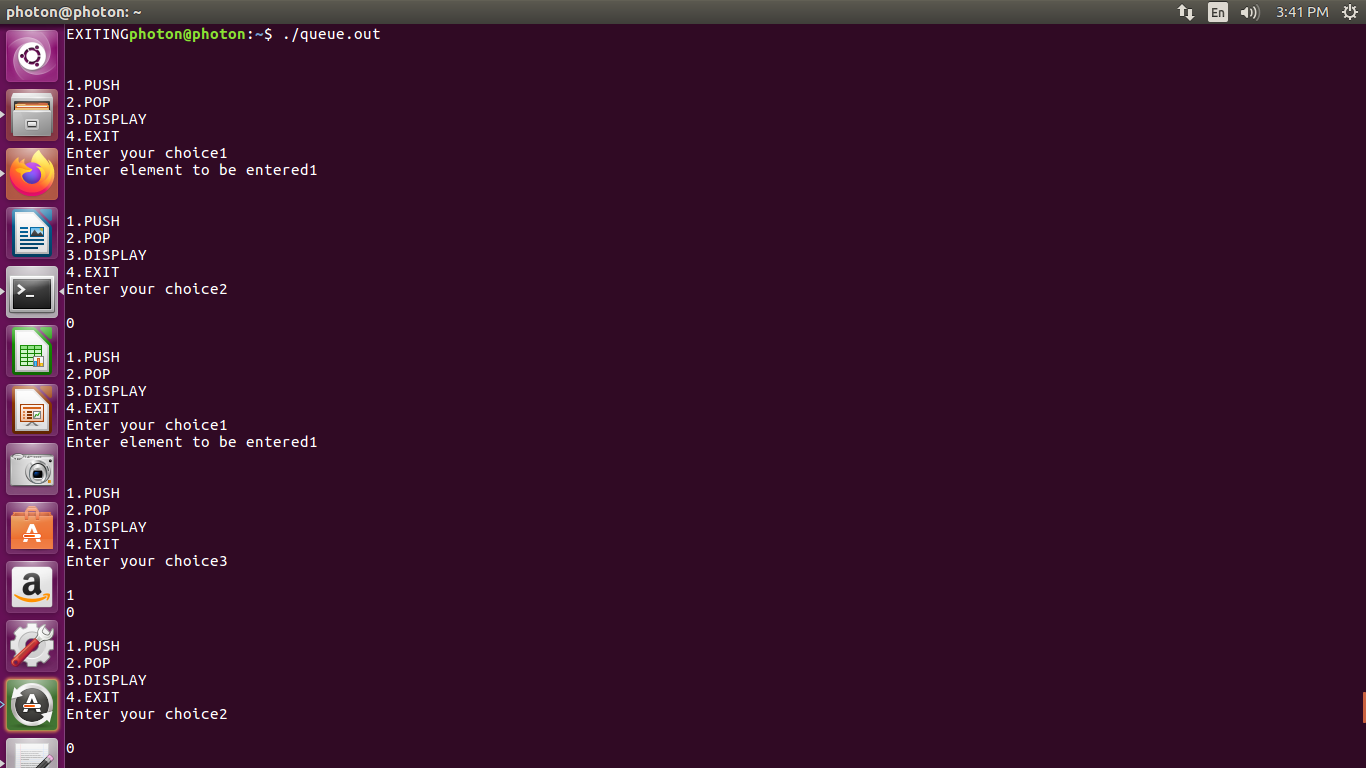 photon@photon: ~
En
3:41 PM
EXITINGphoton@photon:~$ ./queue.out
1.PUSH
2.POP
3.DISPLAY
4.EXIT
Enter your choice1
Enter element to be entered1
1.PUSH
2.POP
3.DISPLAY
4.EXIT
Enter your choice2
0
1.PUSH
2.POP
3.DISPLAY
4.EXIT
Enter your choice1
Enter element to be entered1
1.PUSH
2.POP
3.DISPLAY
4.EXIT
Enter your choice3
1
0
1.PUSH
2.POP
3.DISPLAY
4.EXIT
Enter your choice2
0